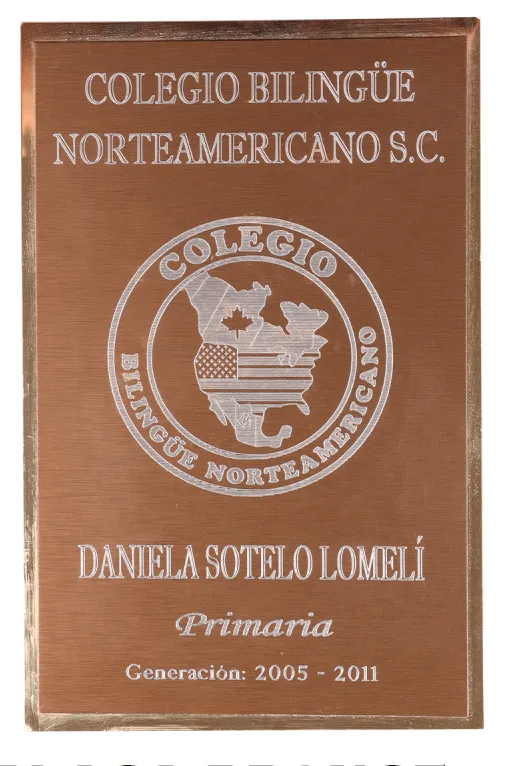 COLEGIO BILINGÜE
NORTEAMERICANO S.C.
COLEGIO
BILINGÜE NORTEAMERICANO
DANIELA SOTELO LOMELÍ
Primaria
Generación: 2005 - 2011